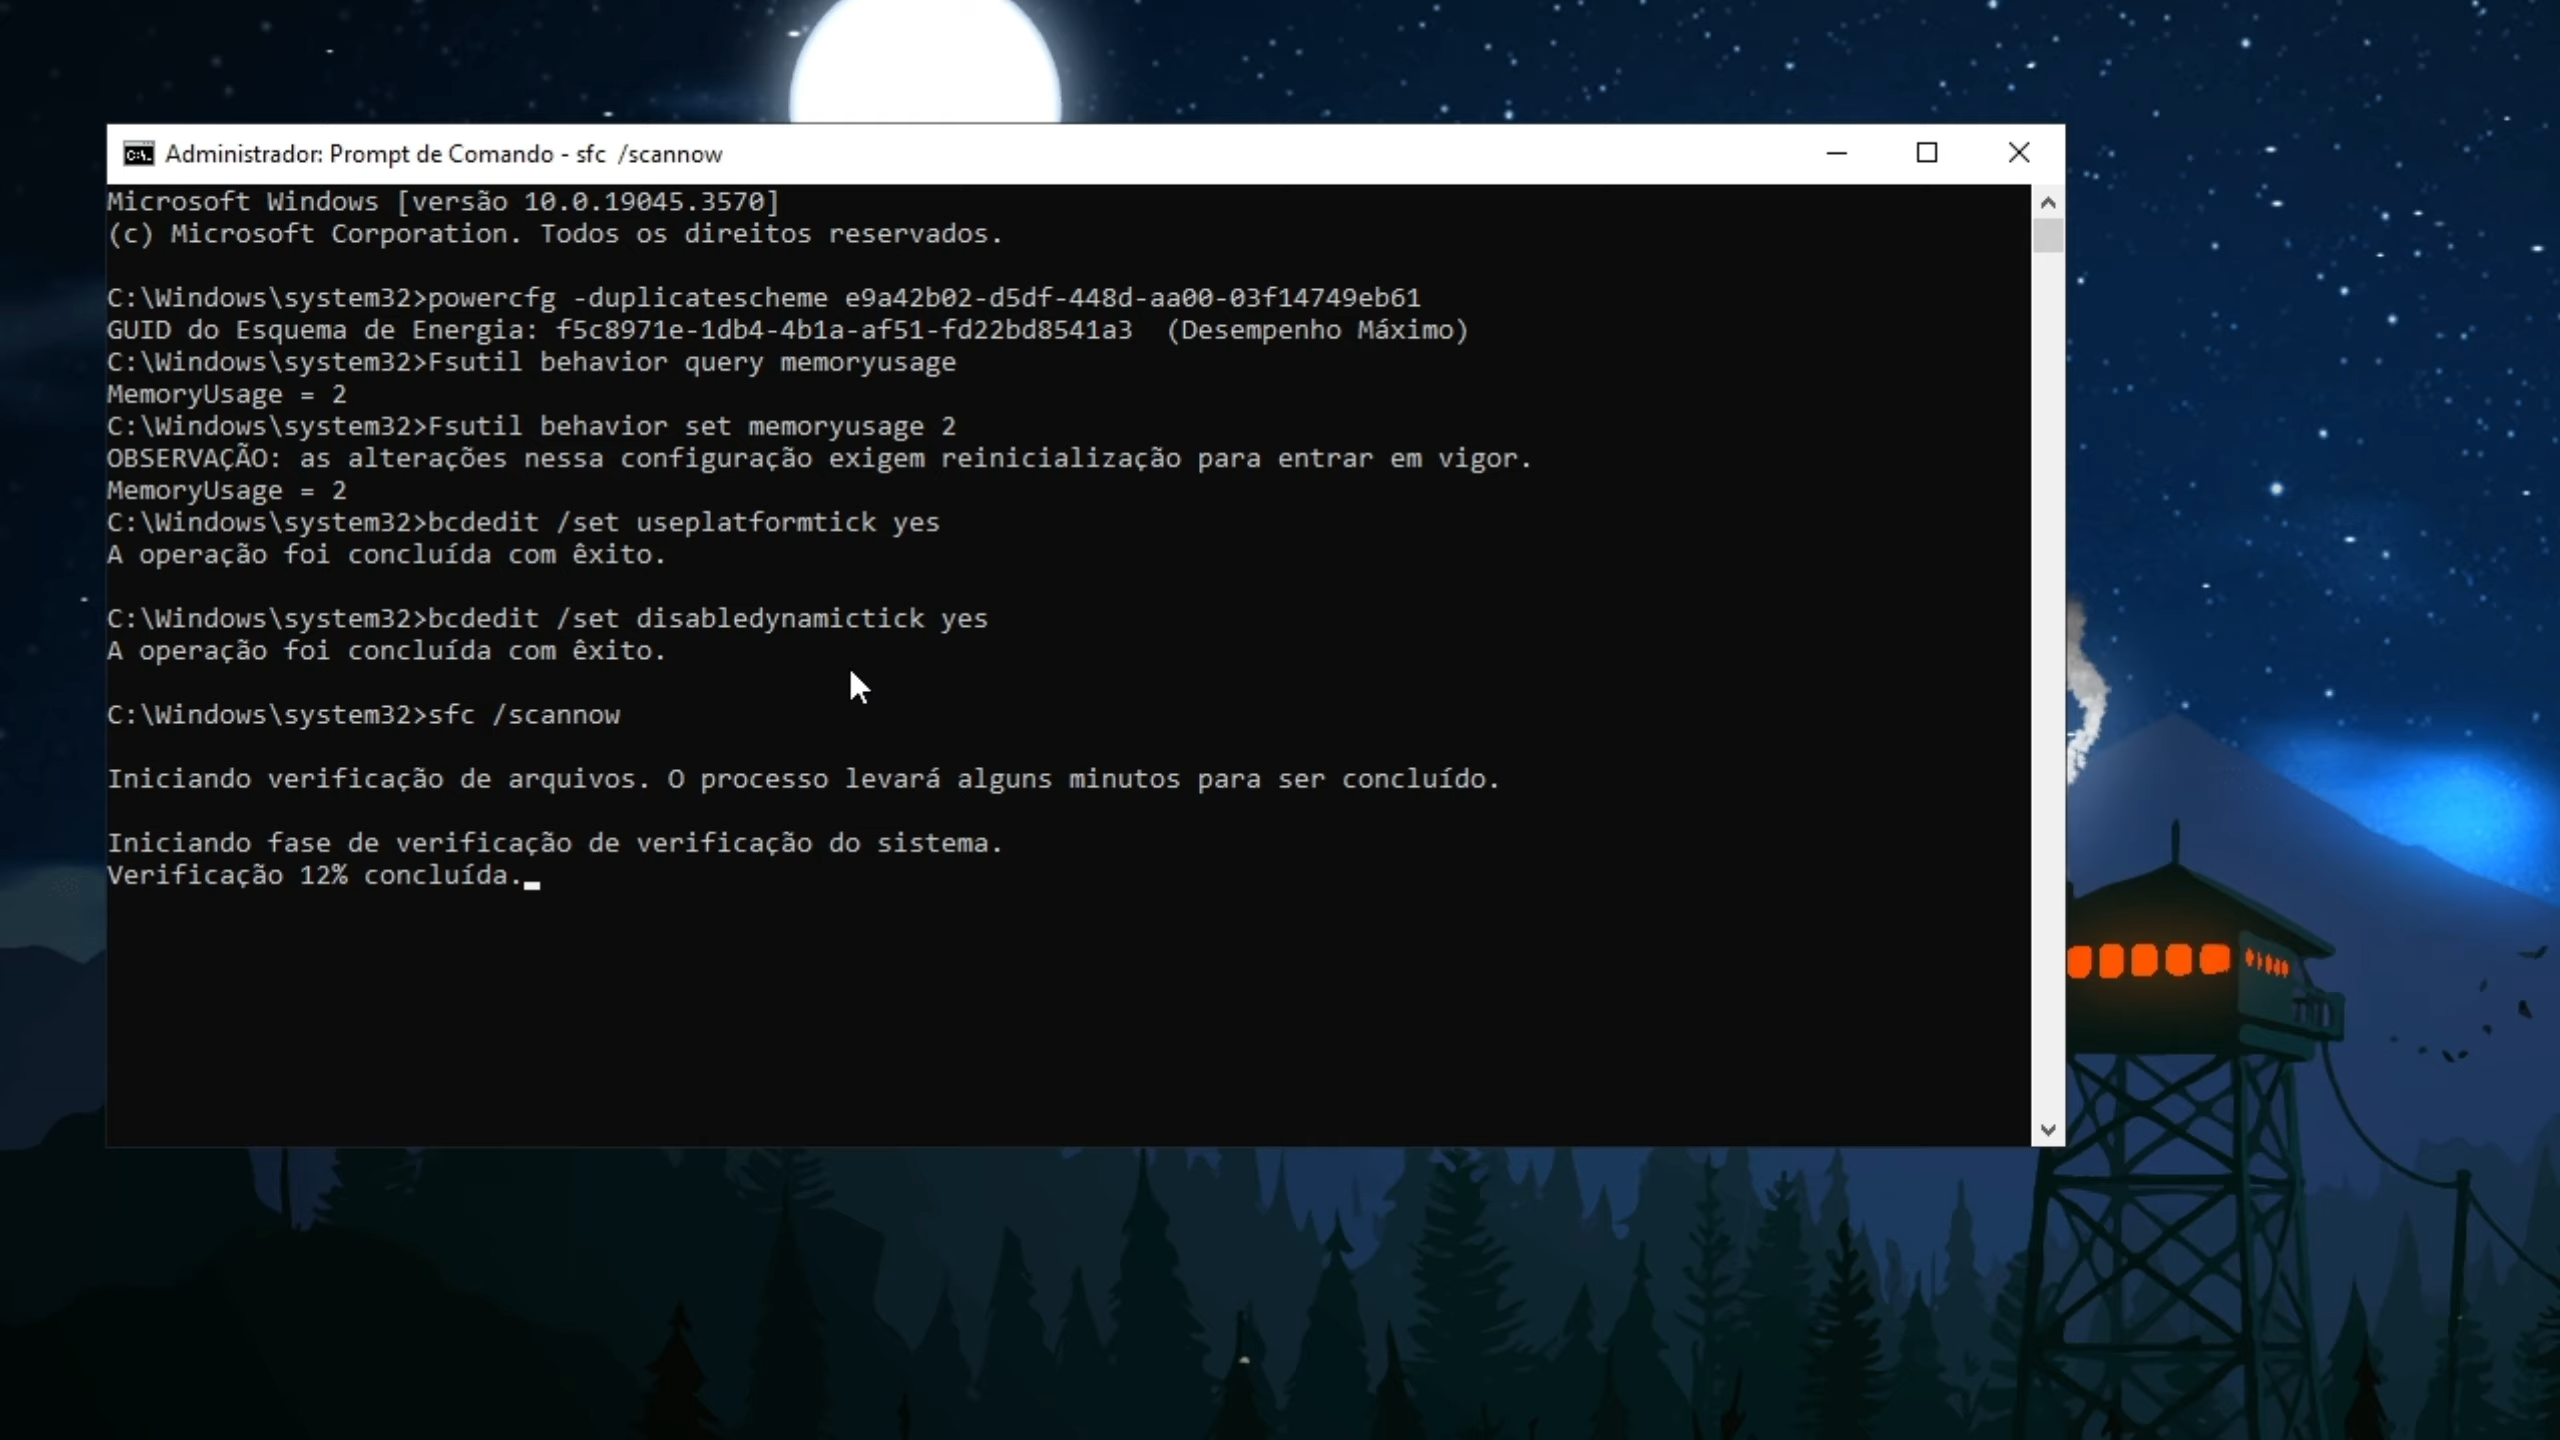 Administrador: Prompt de Comando - sfc  /scannow
Microsoft Windows [versão 10.0.19045.3570]
(c) Microsoft Corporation. Todos os direitos reservados.
C:\Windows\system32>powercfg -duplicatescheme e9a42b02-d5df-448d-aa00-03f14749eb61
GUID do Esquema de Energia: f5c8971e-1db4-4b1a-af51-fd22bd8541a3  (Desempenho Máximo)
C:\Windows\system32>Fsutil behavior query memoryusage
MemoryUsage = 2
C:\Windows\system32>Fsutil behavior set memoryusage 2
OBSERVAÇÃO: as alterações nessa configuração exigem reinicialização para entrar em vigor.
MemoryUsage = 2
C:\Windows\system32>bcdedit /set useplatformtick yes
A operação foi concluída com êxito.
C:\Windows\system32>bcdedit /set disabledynamictick yes
A operação foi concluída com êxito.
C:\Windows\system32>sfc /scannow
Iniciando verificação de arquivos. O processo levará alguns minutos para ser concluído.
Iniciando fase de verificação de verificação do sistema.
Verificação 12% concluída.